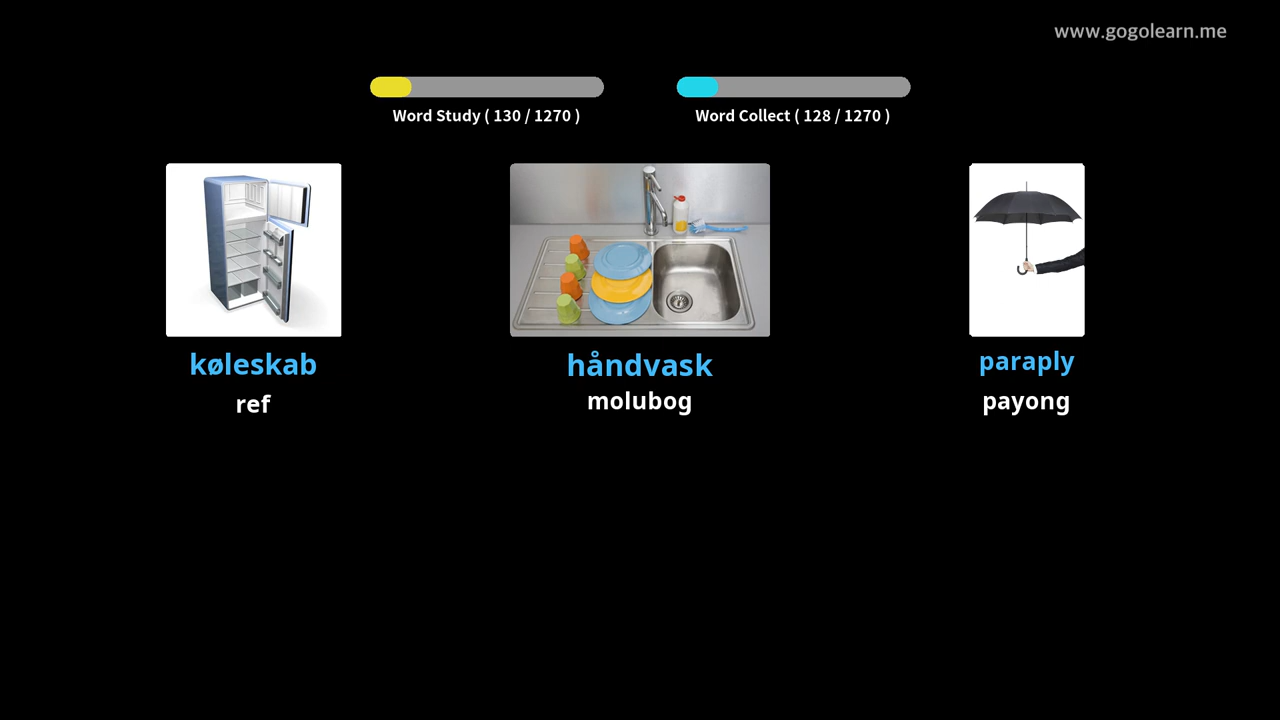 www.gogolearn.me
Word Study ( 130 / 1270 )
Word Collect ( 128 / 1270 )
køleskab
ref
håndvask
molubog
paraply
payong